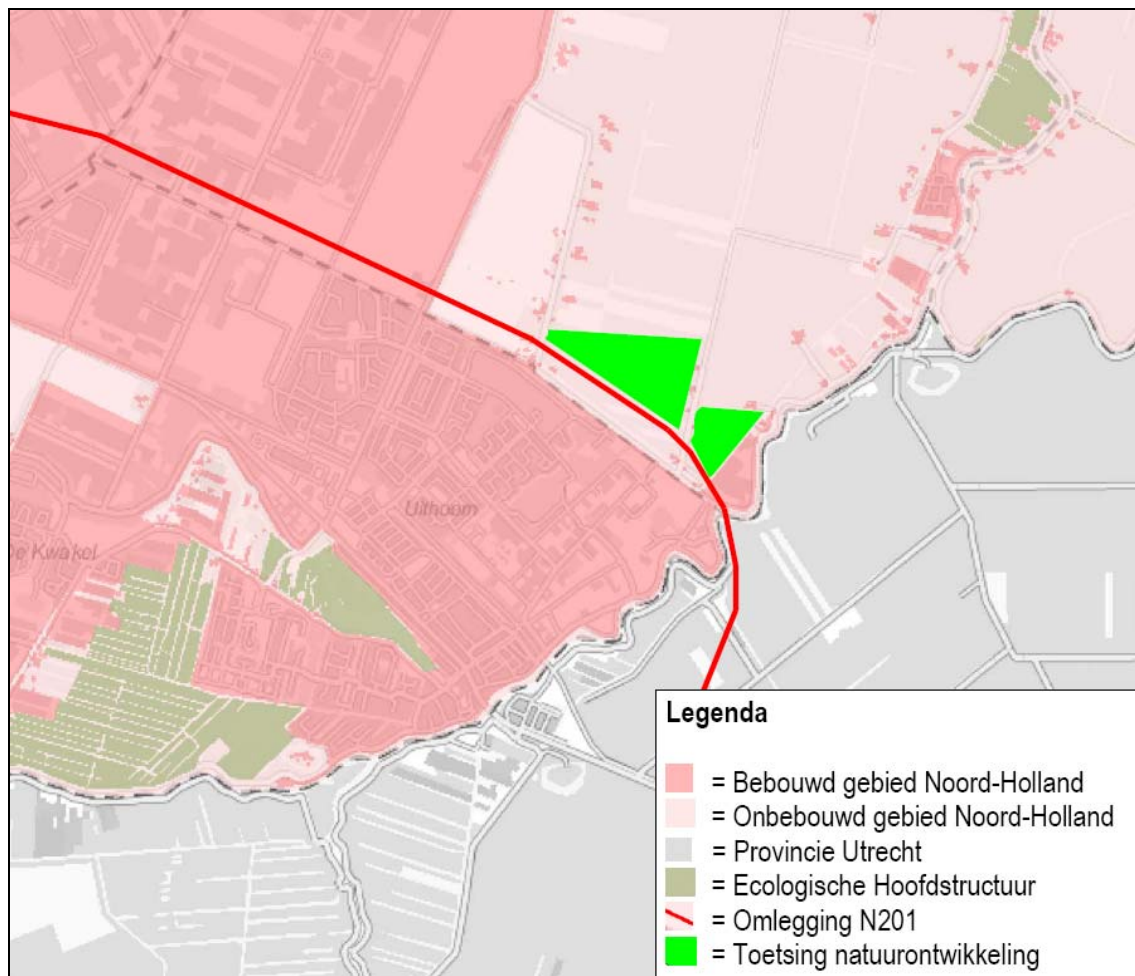 Uithoorn
De Kwakel
Legenda
= Bebouwd gebied Noord-Holland
= Onbebouwd gebied Noord-Holland
= Provincie Utrecht
= Ecologische Hoofdstructuur
= Omlegging N201
= Toetsing natuurontwikkeling